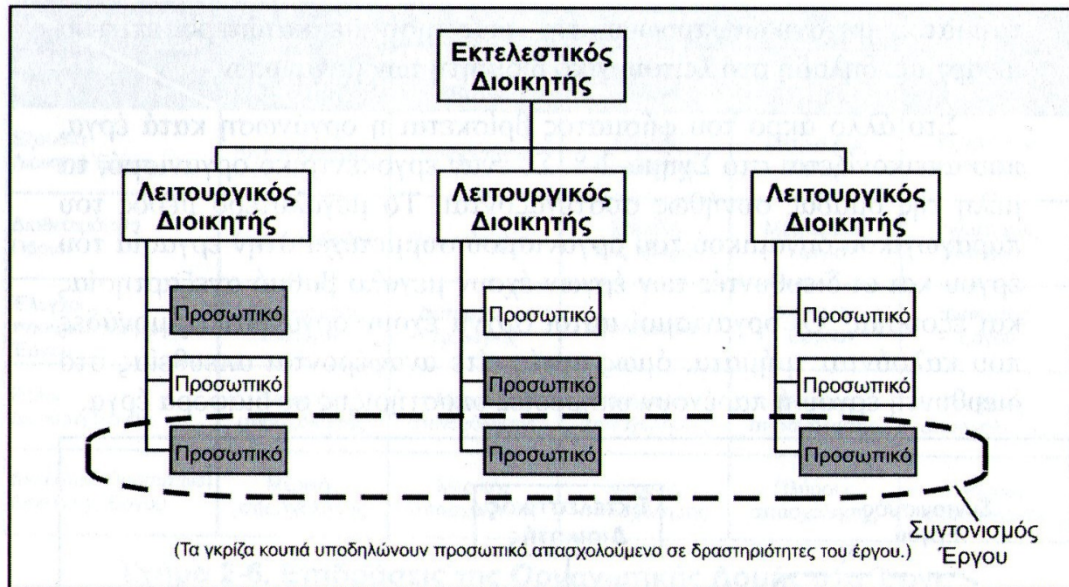 Εκτελεστικός
Διοικητής
Λειτουργικός
Διοικητής
Λειτουργικός
Διοικητής
Λειτουργικός
Διοικητής
Προσωπικό
Προσωπικό
Προσωπικό
Προσωπικό
Προσωπικό
Προσωπικό
Προσωπικό
Προσωπικό
Προσωπικό
Συντονισμός
Έργου
(Τα γκρίζα κουτιά υποδηλώνουν προσωπικό απασχολούμενο σε δραστηριότητες του έργου.)